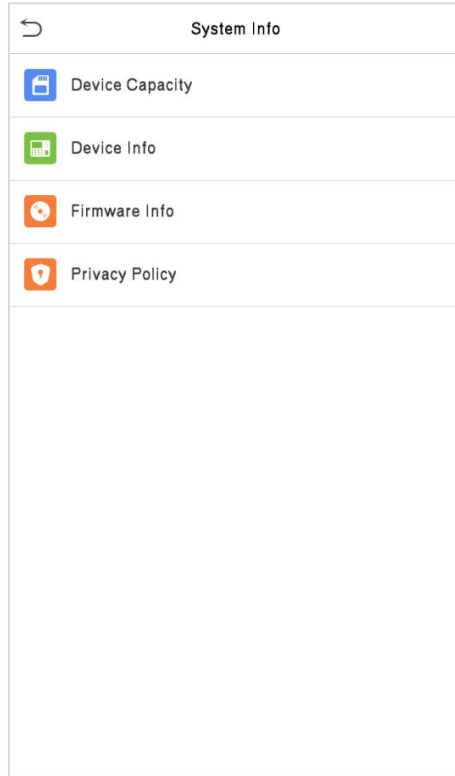 System Info
Device Capacity
Device Info
Firmware Info
Privacy Policy